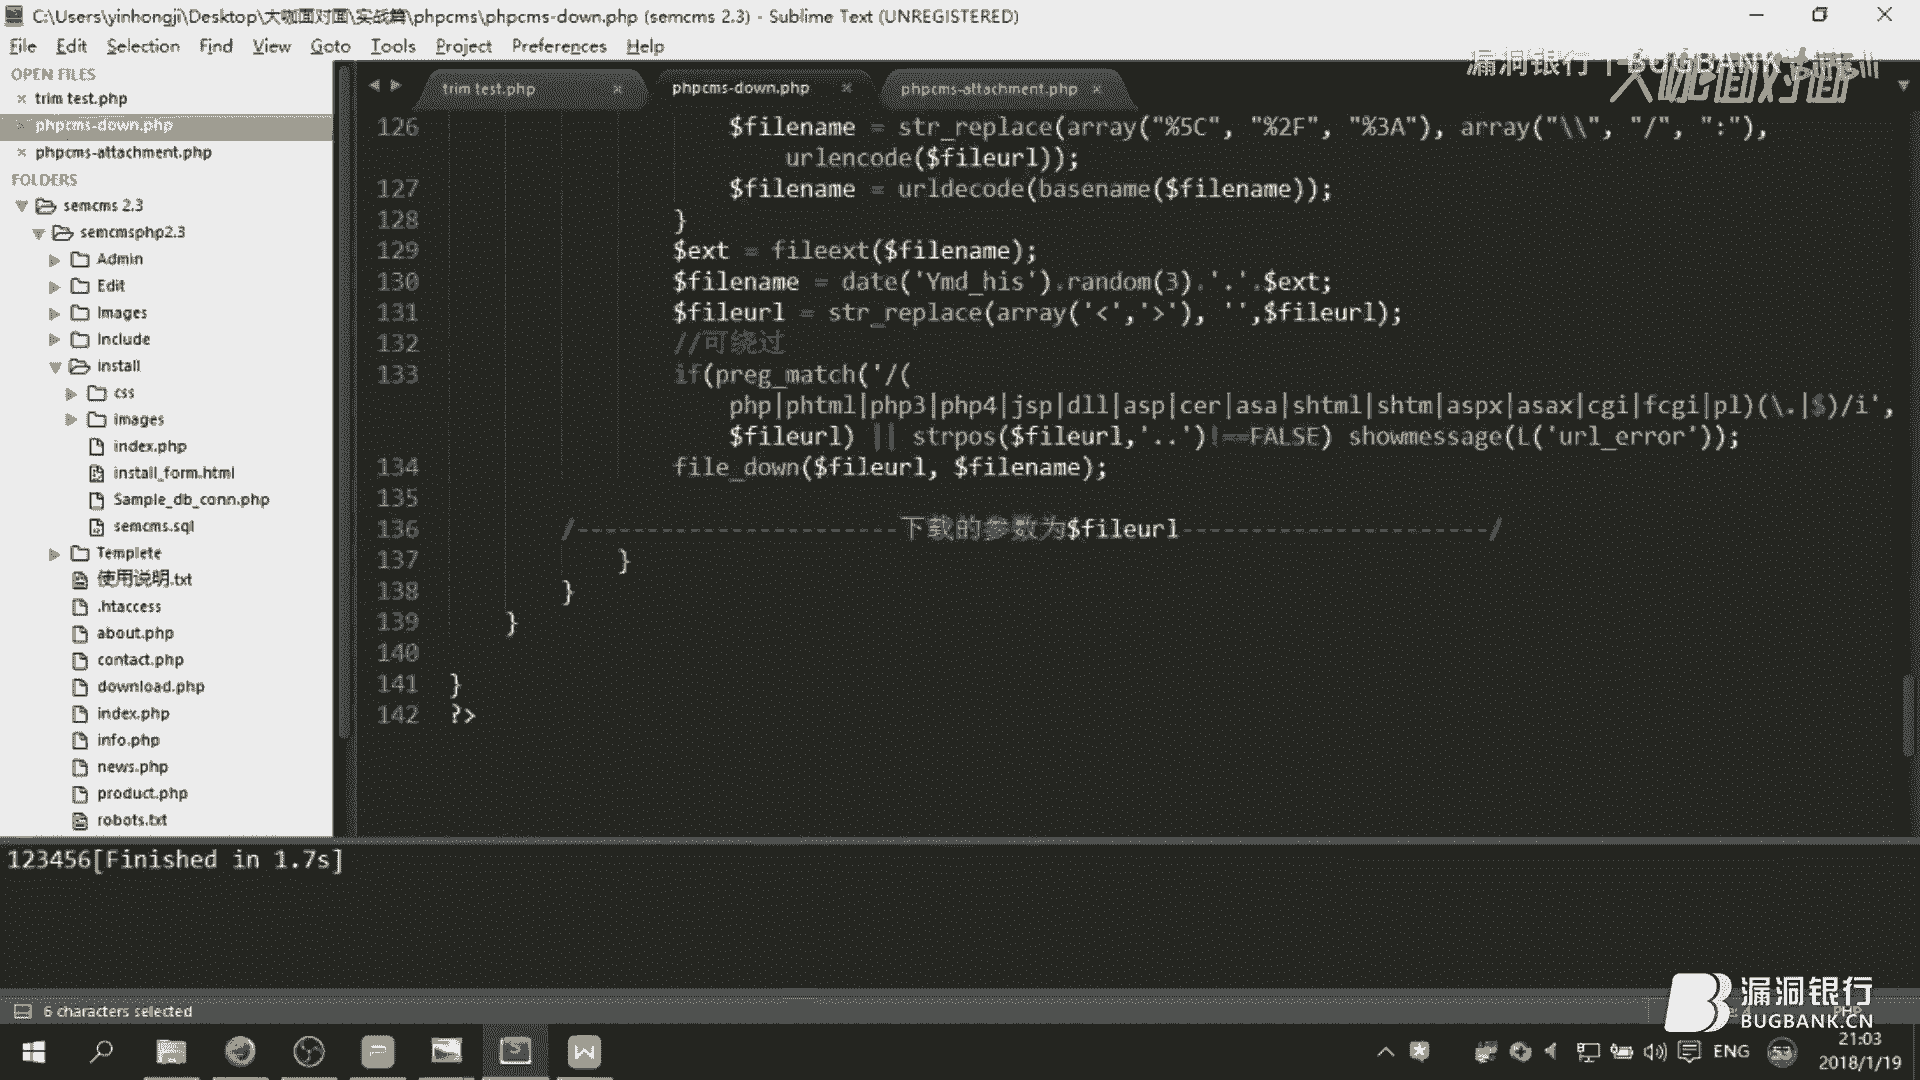 C:\Users\yinhongji\Desktop\大咖面对面\实战篇\phpcms\phpcms-down.php (semcms 2.3) - Sublime Text (UNREGISTERED)
File Edit Selection Find View Goto Tools Project Preferences Help
漏洞银行 | BUGBANK
大咖面对面
OPEN FILES
trim test.php
phpcms-down.php
phpcms-attachment.php
FOLDERS
semcms 2.3
semcmsphp2.3
Admin
Edit
Images
Include
install
css
images
index.php
install_form.html
Sample_db_conn.php
semcms.sql
Templete
使用说明.txt
.htaccess
about.php
contact.php
download.php
index.php
info.php
news.php
product.php
robots.txt
trim test.php phpcms-down.php phpcms-attachment.php
126 $filename = str_replace(array("%5C", "%2F", "%3A"), array("\\", "/", ":"),
urlencode($fileurl));
127 $filename = urldecode(basename($filename));
128 }
129 $ext = fileext($filename);
130 $filename = date('Ymd_his').random(3).'.'.$ext;
131 $fileurl = str_replace(array('<','>'), '',$fileurl);
132 //可绕过
133 if(preg_match('/(
php|phtml|php3|php4|jsp|dll|asp|cer|asa|shtml|shtm|aspx|asax|cgi|fcgi|pl)(\.|$)/i',
$fileurl) || strpos($fileurl,'..')!==FALSE) showmessage(L('url_error'));
134 file_down($fileurl, $filename);
135
136 /-----------------------下载的参数为$fileurl----------------------/
137 }
138 }
139 }
140
141 }
142 ?>
123456[Finished in 1.7s]
6 characters selected
漏洞银行
BUGBANK.CN
PHP
ENG
53
21:03
2018/1/19